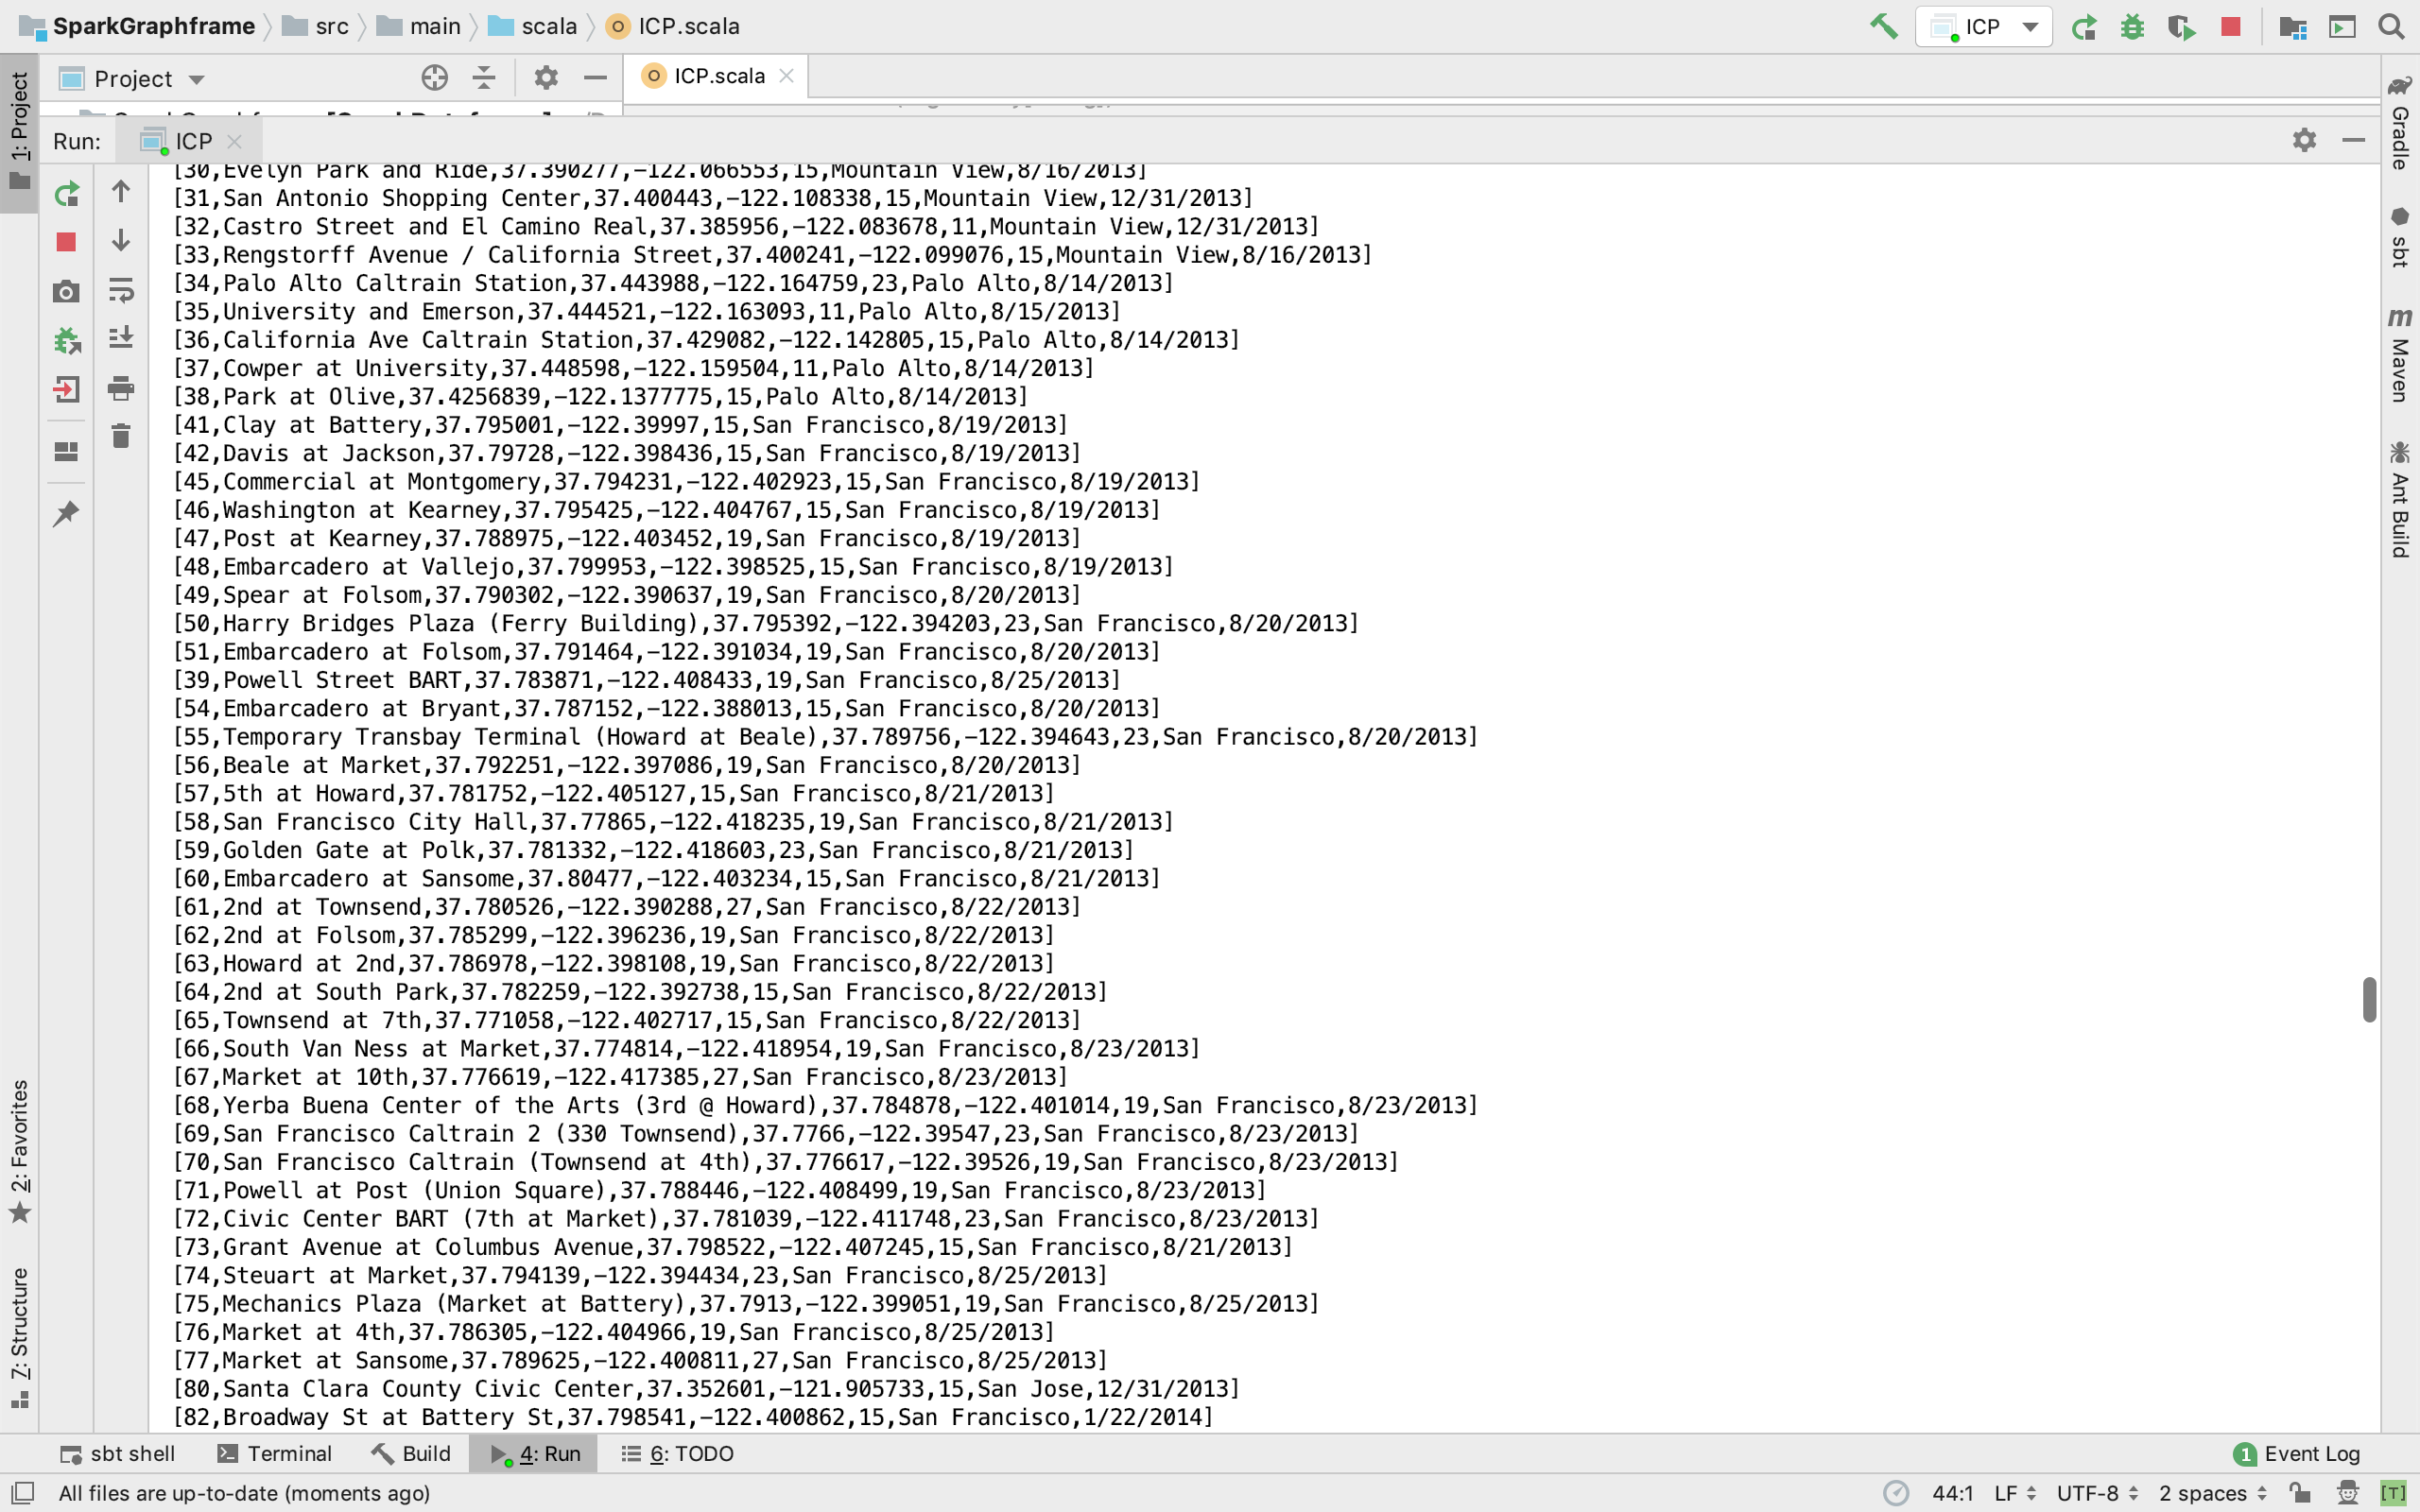 SparkGraphframe src main scala ICP.scala ICP
Project ICP.scala
Run: ICP
[30,Evelyn Park and Ride,37.390277,-122.066553,15,Mountain View,8/16/2013]
[31,San Antonio Shopping Center,37.400443,-122.108338,15,Mountain View,12/31/2013]
[32,Castro Street and El Camino Real,37.385956,-122.083678,11,Mountain View,12/31/2013]
[33,Rengstorff Avenue / California Street,37.400241,-122.099076,15,Mountain View,8/16/2013]
[34,Palo Alto Caltrain Station,37.443988,-122.164759,23,Palo Alto,8/14/2013]
[35,University and Emerson,37.444521,-122.163093,11,Palo Alto,8/15/2013]
[36,California Ave Caltrain Station,37.429082,-122.142805,15,Palo Alto,8/14/2013]
[37,Cowper at University,37.448598,-122.159504,11,Palo Alto,8/14/2013]
[38,Park at Olive,37.4256839,-122.1377775,15,Palo Alto,8/14/2013]
[41,Clay at Battery,37.795001,-122.39997,15,San Francisco,8/19/2013]
[42,Davis at Jackson,37.79728,-122.398436,15,San Francisco,8/19/2013]
[45,Commercial at Montgomery,37.794231,-122.402923,15,San Francisco,8/19/2013]
[46,Washington at Kearney,37.795425,-122.404767,15,San Francisco,8/19/2013]
[47,Post at Kearney,37.788975,-122.403452,19,San Francisco,8/19/2013]
[48,Embarcadero at Vallejo,37.799953,-122.398525,15,San Francisco,8/19/2013]
[49,Spear at Folsom,37.790302,-122.390637,19,San Francisco,8/20/2013]
[50,Harry Bridges Plaza (Ferry Building),37.795392,-122.394203,23,San Francisco,8/20/2013]
[51,Embarcadero at Folsom,37.791464,-122.391034,19,San Francisco,8/20/2013]
[39,Powell Street BART,37.783871,-122.408433,19,San Francisco,8/25/2013]
[54,Embarcadero at Bryant,37.787152,-122.388013,15,San Francisco,8/20/2013]
[55,Temporary Transbay Terminal (Howard at Beale),37.789756,-122.394643,23,San Francisco,8/20/2013]
[56,Beale at Market,37.792251,-122.397086,19,San Francisco,8/20/2013]
[57,5th at Howard,37.781752,-122.405127,15,San Francisco,8/21/2013]
[58,San Francisco City Hall,37.77865,-122.418235,19,San Francisco,8/21/2013]
[59,Golden Gate at Polk,37.781332,-122.418603,23,San Francisco,8/21/2013]
[60,Embarcadero at Sansome,37.80477,-122.403234,15,San Francisco,8/21/2013]
[61,2nd at Townsend,37.780526,-122.390288,27,San Francisco,8/22/2013]
[62,2nd at Folsom,37.785299,-122.396236,19,San Francisco,8/22/2013]
[63,Howard at 2nd,37.786978,-122.398108,19,San Francisco,8/22/2013]
[64,2nd at South Park,37.782259,-122.392738,15,San Francisco,8/22/2013]
[65,Townsend at 7th,37.771058,-122.402717,15,San Francisco,8/22/2013]
[66,South Van Ness at Market,37.774814,-122.418954,19,San Francisco,8/23/2013]
[67,Market at 10th,37.776619,-122.417385,27,San Francisco,8/23/2013]
[68,Yerba Buena Center of the Arts (3rd @ Howard),37.784878,-122.401014,19,San Francisco,8/23/2013]
[69,San Francisco Caltrain 2 (330 Townsend),37.7766,-122.39547,23,San Francisco,8/23/2013]
[70,San Francisco Caltrain (Townsend at 4th),37.776617,-122.39526,19,San Francisco,8/23/2013]
[71,Powell at Post (Union Square),37.788446,-122.408499,19,San Francisco,8/23/2013]
[72,Civic Center BART (7th at Market),37.781039,-122.411748,23,San Francisco,8/23/2013]
[73,Grant Avenue at Columbus Avenue,37.798522,-122.407245,15,San Francisco,8/21/2013]
[74,Steuart at Market,37.794139,-122.394434,23,San Francisco,8/25/2013]
[75,Mechanics Plaza (Market at Battery),37.7913,-122.399051,19,San Francisco,8/25/2013]
[76,Market at 4th,37.786305,-122.404966,19,San Francisco,8/25/2013]
[77,Market at Sansome,37.789625,-122.400811,27,San Francisco,8/25/2013]
[80,Santa Clara County Civic Center,37.352601,-121.905733,15,San Jose,12/31/2013]
[82,Broadway St at Battery St,37.798541,-122.400862,15,San Francisco,1/22/2014]
1: Project
2: Favorites
7: Structure
Gradle
sbt
m Maven
Ant Build
sbt shell Terminal Build 4: Run 6: TODO 1 Event Log
All files are up-to-date (moments ago) 44:1 LF UTF-8 2 spaces [T]